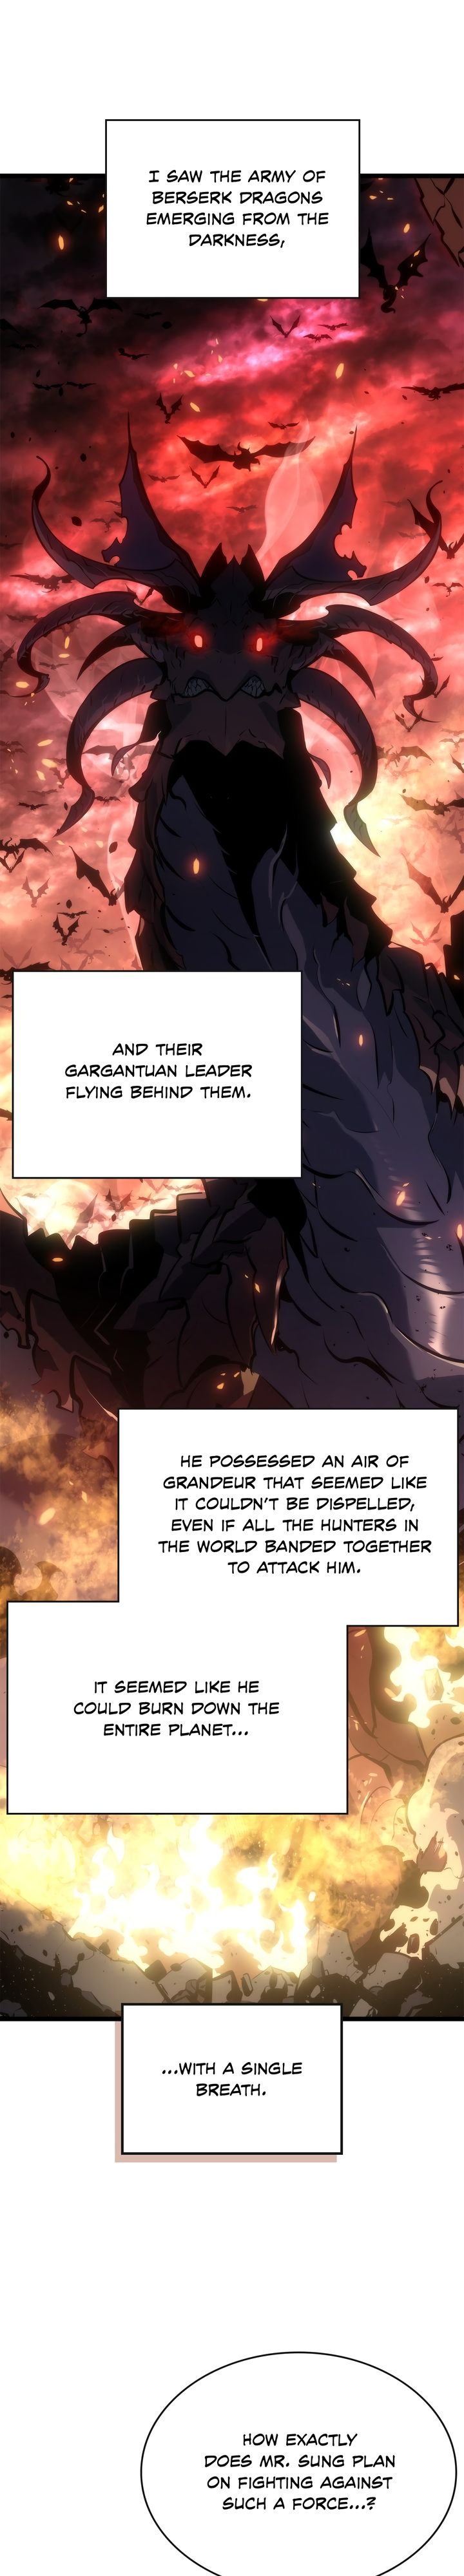 I SAW THE ARMY OF
BERSERK DRAGONS
EMERGING FROM THE
DARKNESS,
AND THEIR
GARGANTUAN LEADER
FLYING BEHIND THEM.
HE POSSESSED AN AIR OF
GRANDEUR THAT SEEMED LIKE
IT COULDN'T BE DISPELLED,
EVEN IF ALL THE HUNTERS IN
THE WORLD BANDED TOGETHER
TO ATTACK HIM.
IT SEEMED LIKE HE
COULD BURN DOWN THE
ENTIRE PLANET...
...WITH A SINGLE
BREATH.
HOW EXACTLY
DOES MR. SUNG PLAN
ON FIGHTING AGAINST
SUCH A FORCE...?